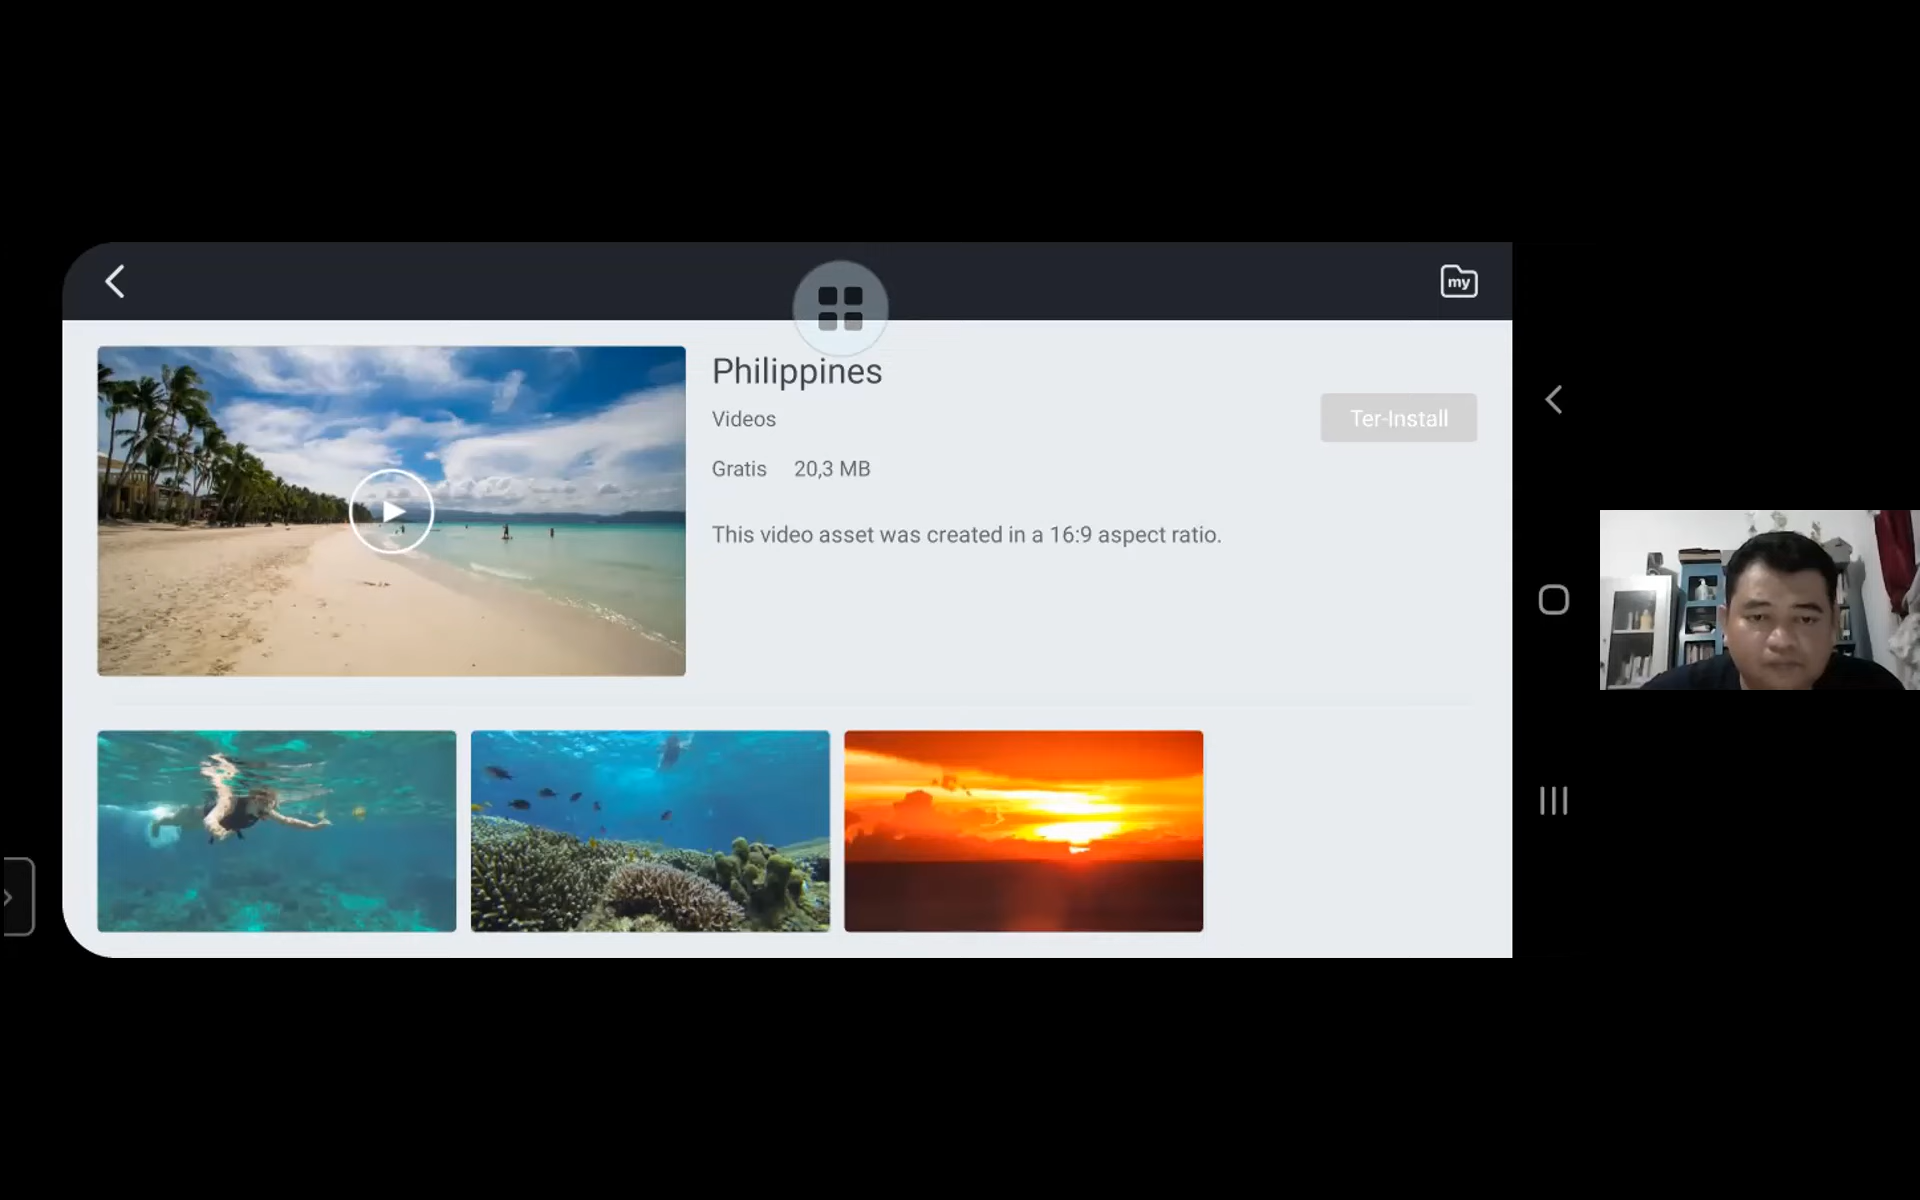 my
Philippines
Videos
Ter-Install
Gratis 20,3 MB
This video asset was created in a 16:9 aspect ratio.